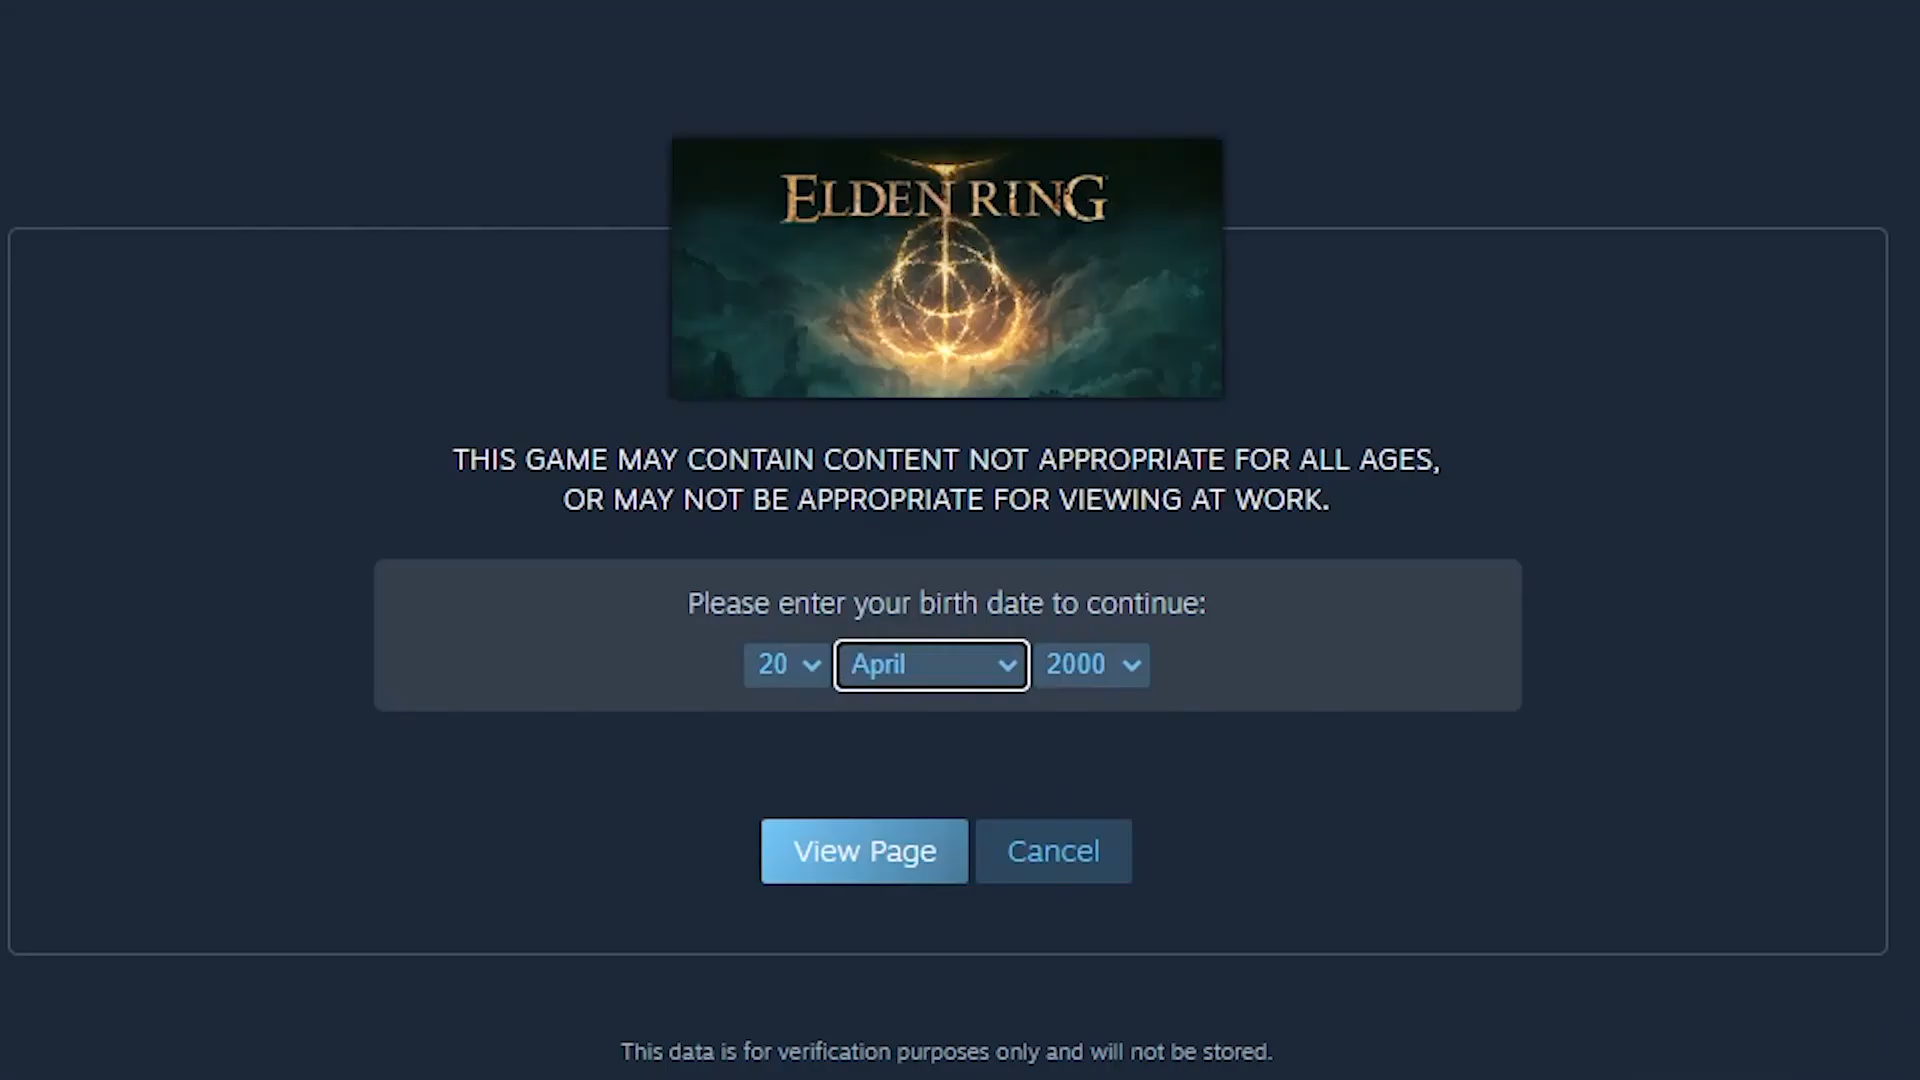 ELDEN RING
THIS GAME MAY CONTAIN CONTENT NOT APPROPRIATE FOR ALL AGES,
OR MAY NOT BE APPROPRIATE FOR VIEWING AT WORK.
Please enter your birth date to continue:
20 April 2000
View Page Cancel
This data is for verification purposes only and will not be stored.